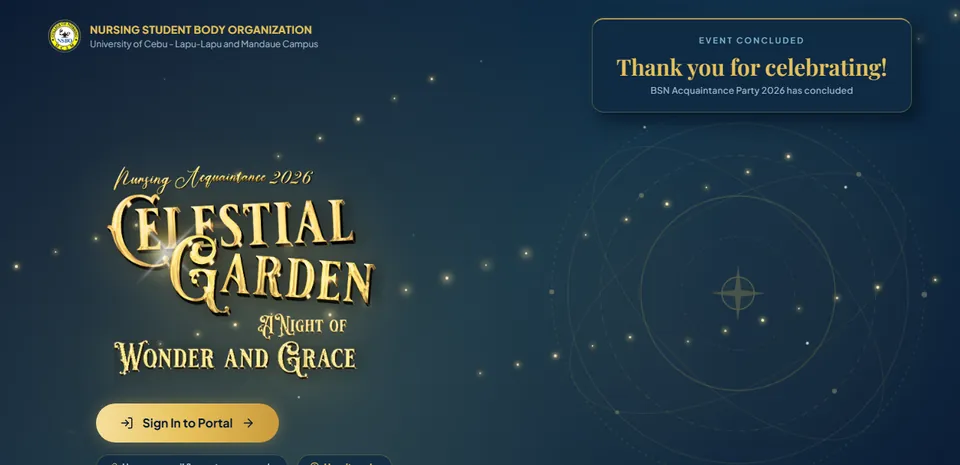 NURSING STUDENT BODY ORGANIZATION
University of Cebu - Lapu-Lapu and Mandaue Campus
EVENT CONCLUDED
Thank you for celebrating!
BSN Acquaintance Party 2026 has concluded
Nursing Acquaintance 2026
CELESTIAL
GARDEN
A NIGHT OF
WONDER AND GRACE
Sign In to Portal